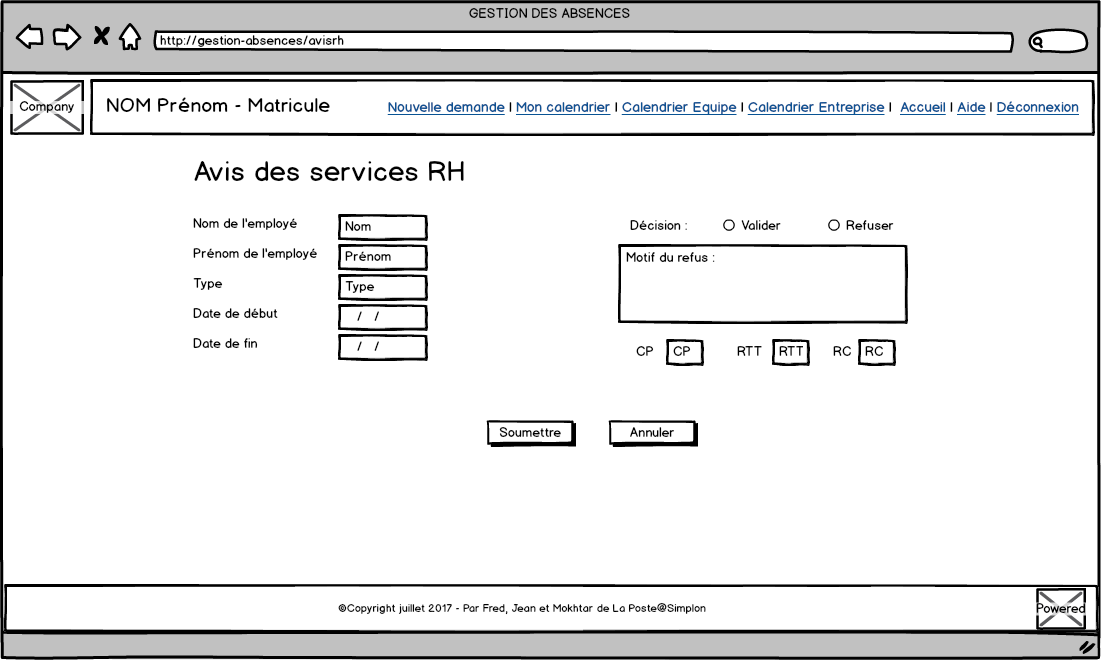 GESTION DES ABSENCES
http://gestion-absences/avisrh
Company
NOM Prénom - Matricule
Nouvelle demande | Mon calendrier | Calendrier Equipe | Calendrier Entreprise | Accueil | Aide | Déconnexion
Avis des services RH
Nom de l'employé Nom
Prénom de l'employé Prénom
Type Type
Date de début / /
Date de fin / /
Décision : Valider Refuser
Motif du refus :
CP CP RTT RTT RC RC
Soumettre Annuler
©Copyright juillet 2017 - Par Fred, Jean et Mokhtar de La Poste@Simplon
Powered